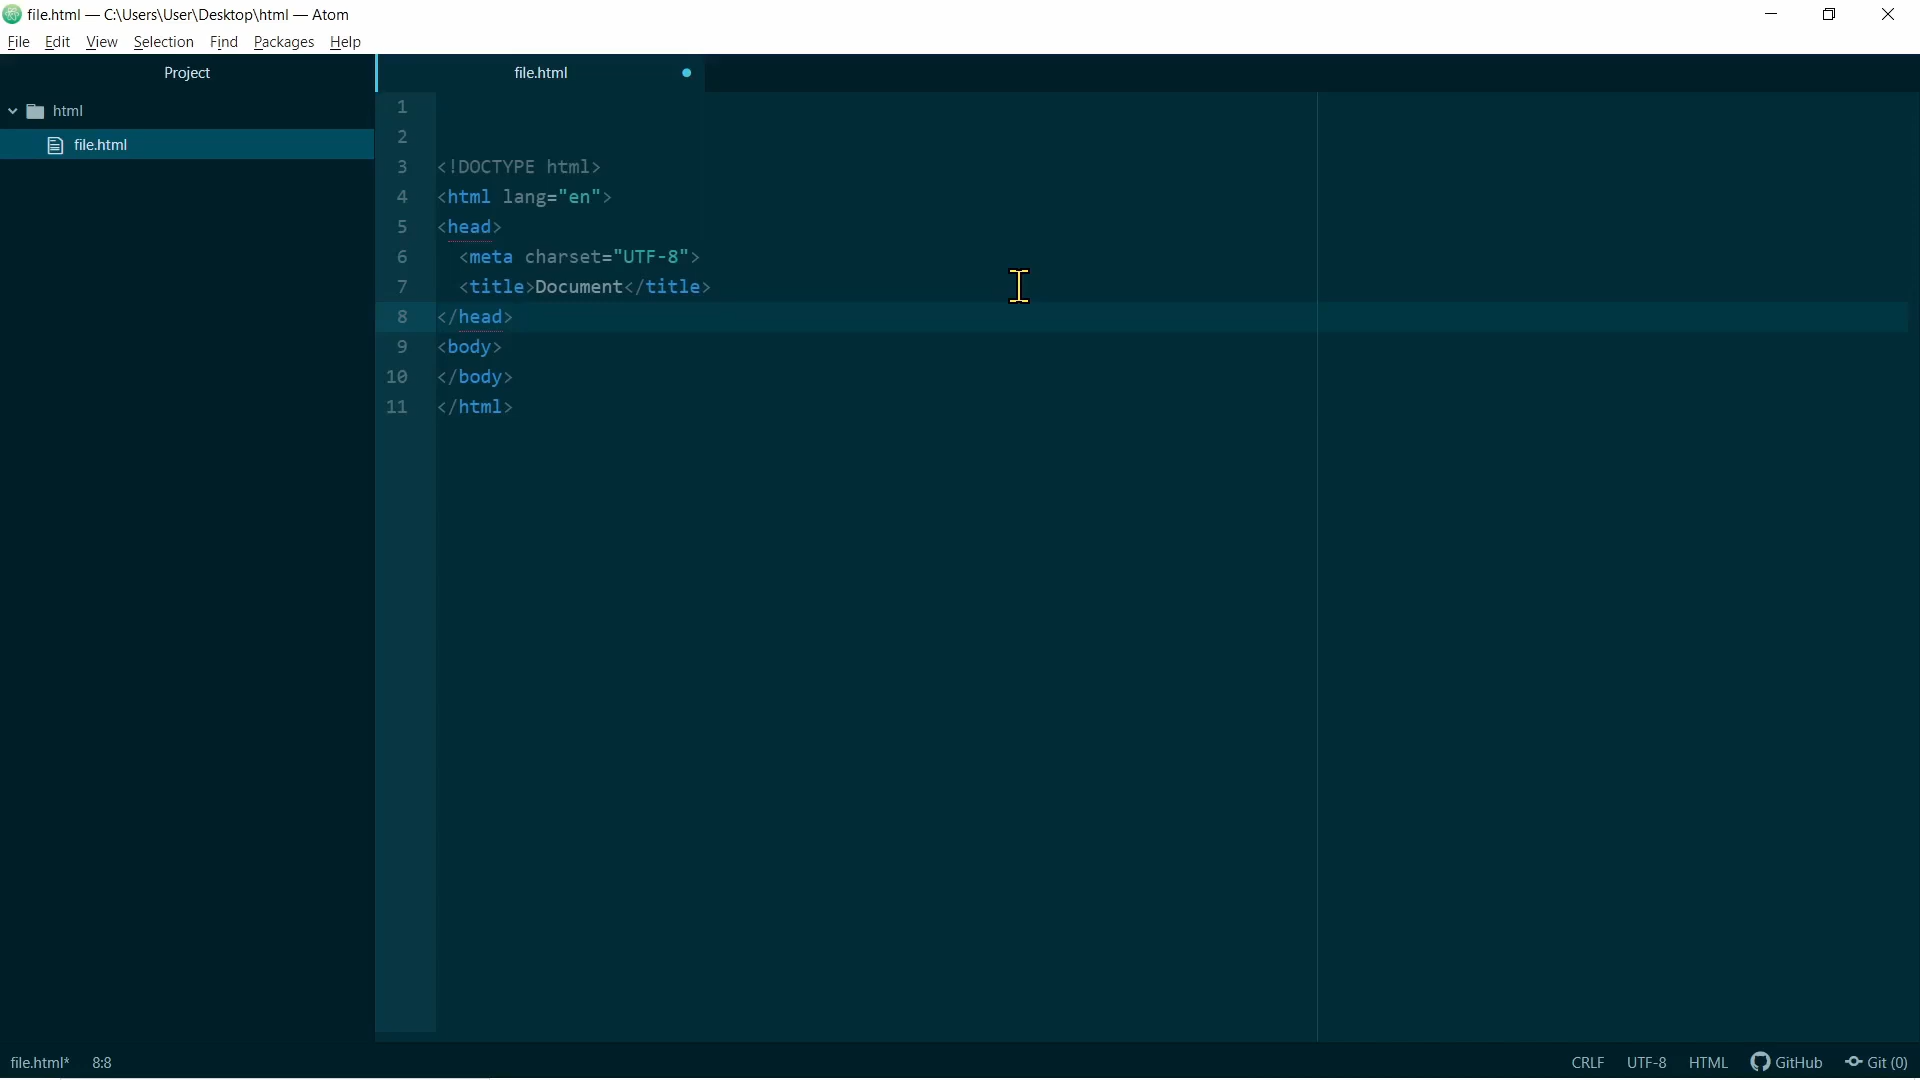 file.html — C:\Users\User\Desktop\html — Atom
File Edit View Selection Find Packages Help
Project
html
file.html
file.html
1
2
3 <!DOCTYPE html>
4 <html lang="en">
5 <head>
6   <meta charset="UTF-8">
7   <title>Document</title>
8 </head>
9 <body>
10 </body>
11 </html>
file.html* 8:8 CRLF UTF-8 HTML GitHub Git (0)